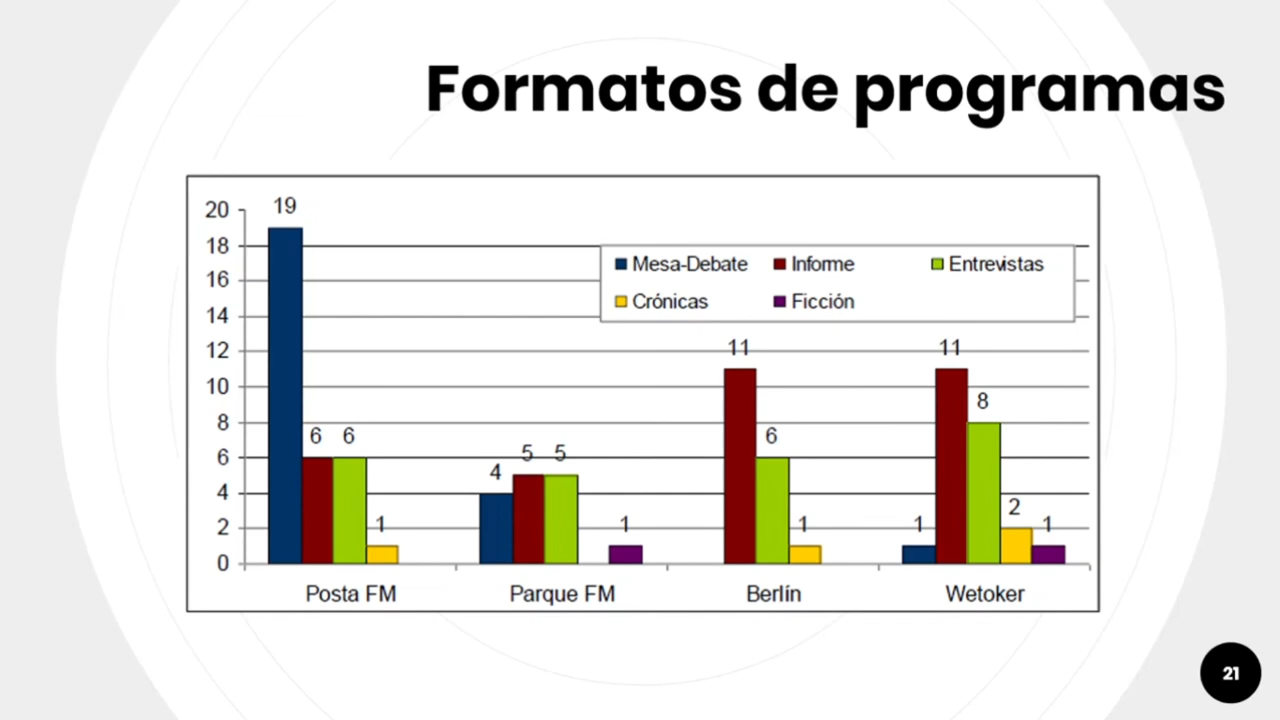 Formatos de programas
20
18
16
14
12
10
8
6
4
2
0
19
6
6
1
4
5
5
1
11
6
1
1
11
8
2
1
Mesa-Debate
Informe
Entrevistas
Crónicas
Ficción
Posta FM
Parque FM
Berlín
Wetoker
21